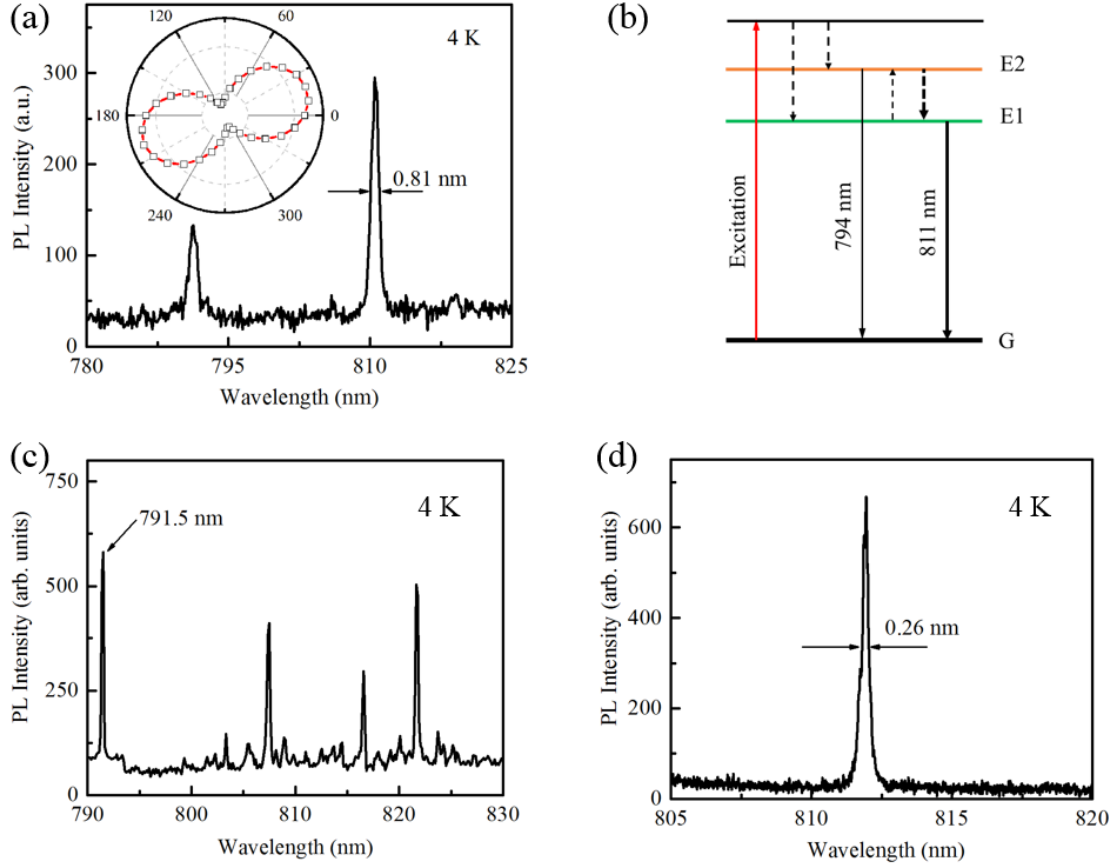 (a)
4 K
120
60
180
0
240
300
0.81 nm
300
200
100
0
PL Intensity (a.u.)
780
795
810
825
Wavelength (nm)
(b)
E2
E1
Excitation
794 nm
811 nm
G
(c)
4 K
791.5 nm
750
500
250
0
PL Intensity (arb. units)
790
800
810
820
830
Wavelength (nm)
(d)
4 K
0.26 nm
600
400
200
0
PL Intensity (arb. units)
805
810
815
820
Wavelength (nm)